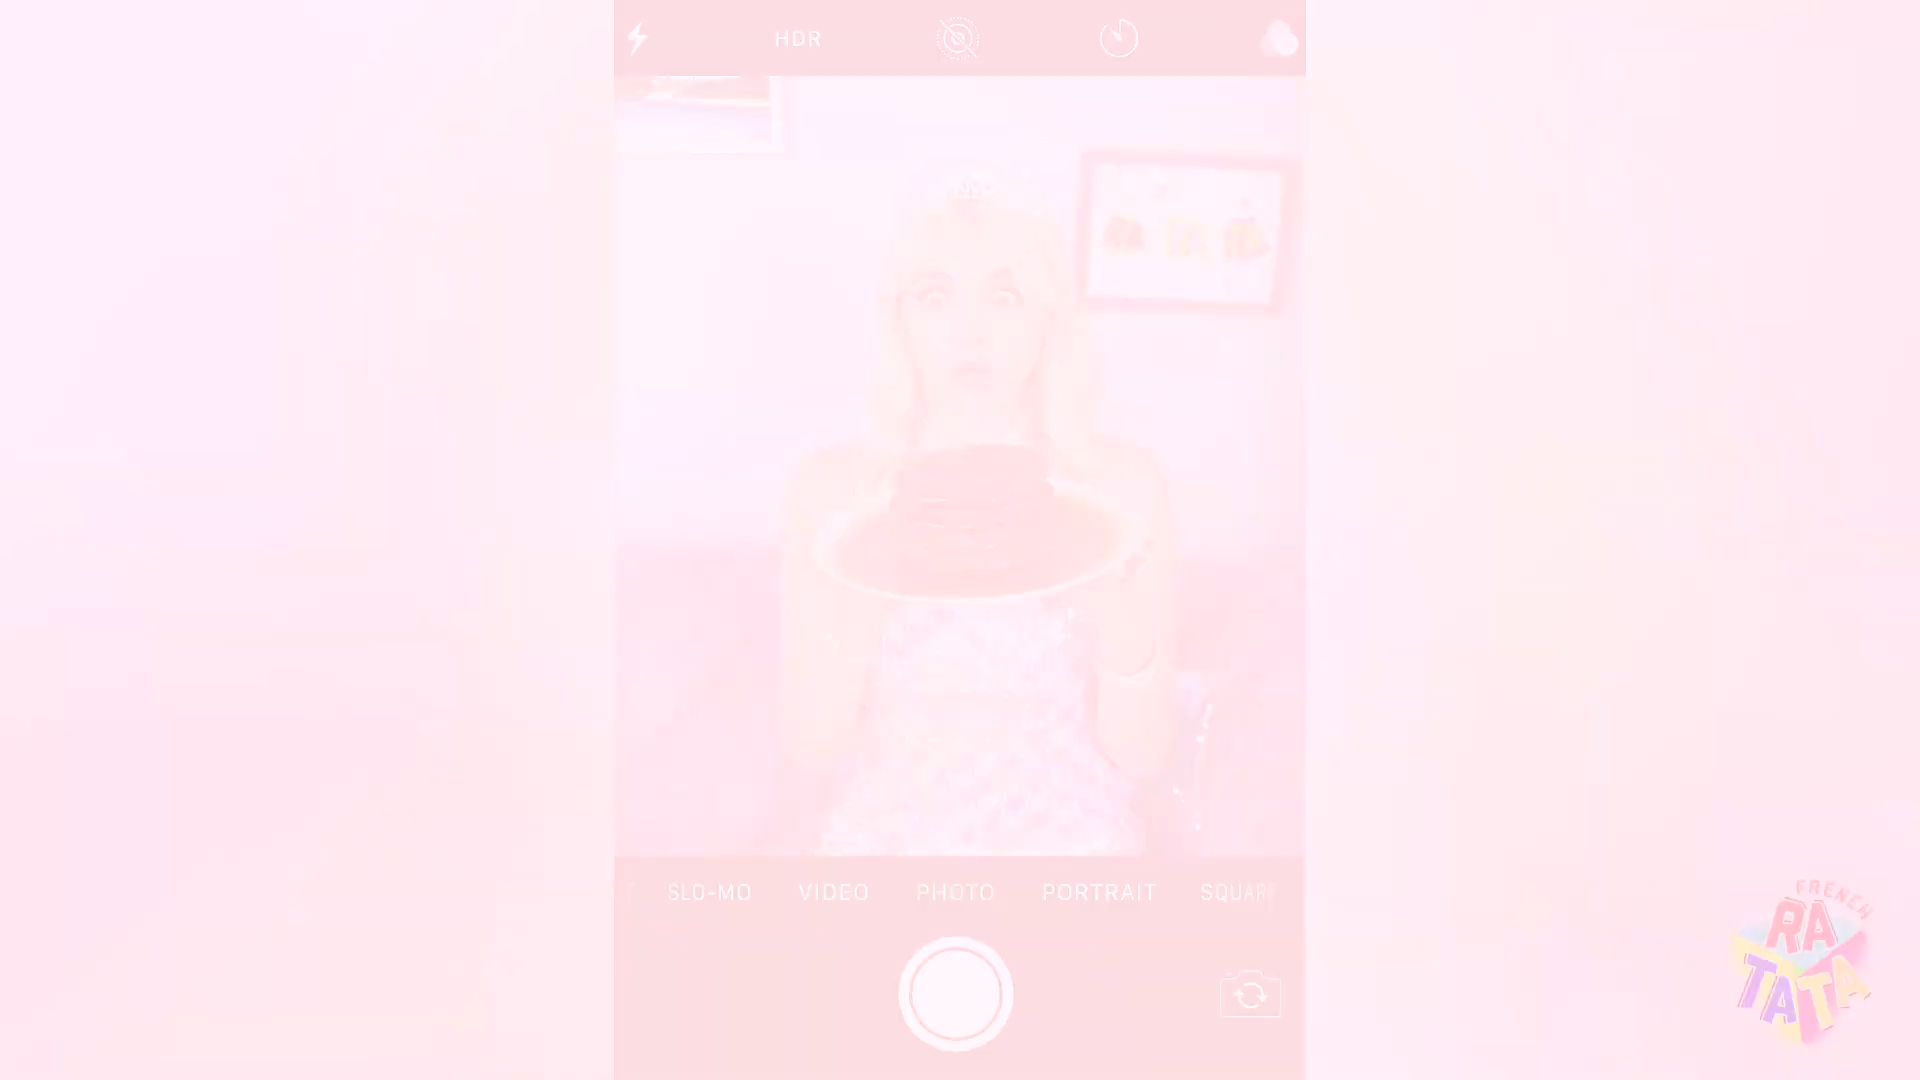 HDR
SLO-MO VIDEO PHOTO PORTRAIT SQUARE
FRENCH
RA
TATA